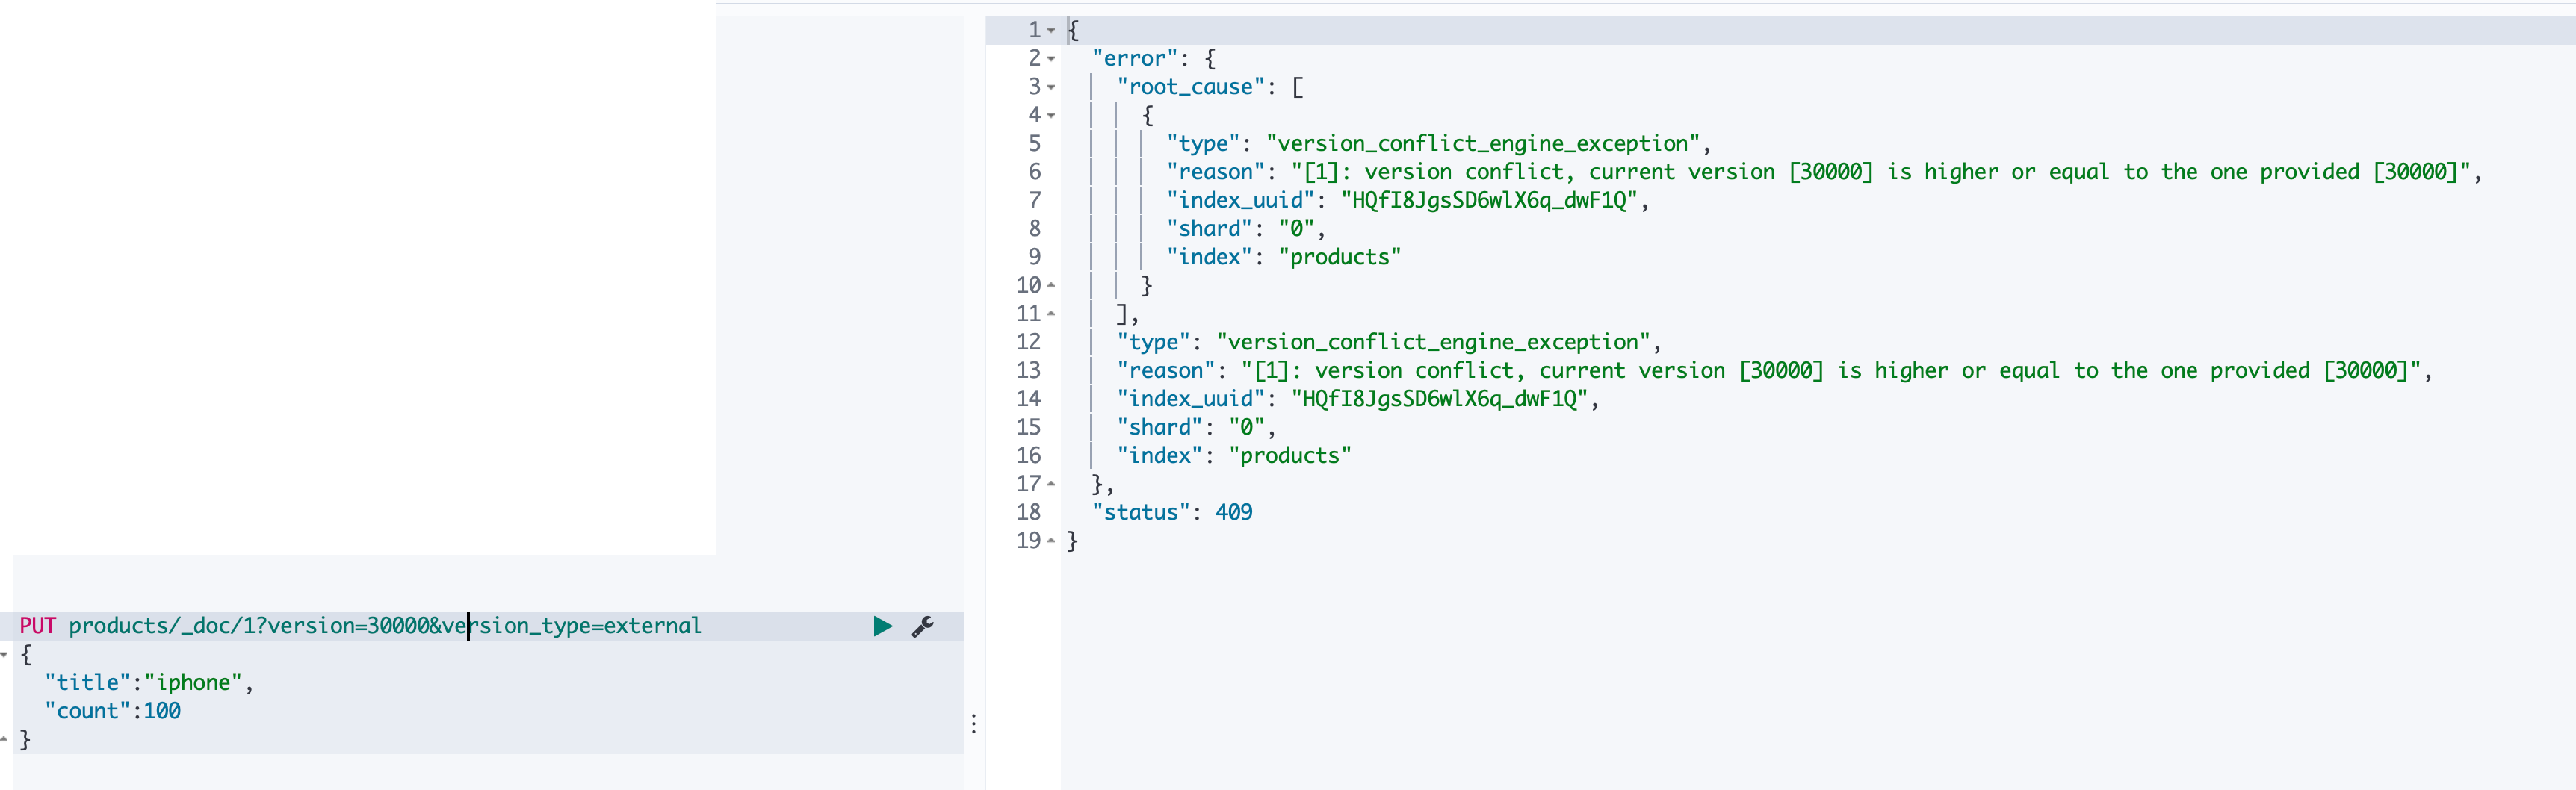 PUT products/_doc/1?version=30000&version_type=external
{
"title":"iphone",
"count":100
}
1 {
2 "error": {
3 "root_cause": [
4 {
5 "type": "version_conflict_engine_exception",
6 "reason": "[1]: version conflict, current version [30000] is higher or equal to the one provided [30000]",
7 "index_uuid": "HQfI8JgsSD6wlX6q_dwF1Q",
8 "shard": "0",
9 "index": "products"
10 }
11 ],
12 "type": "version_conflict_engine_exception",
13 "reason": "[1]: version conflict, current version [30000] is higher or equal to the one provided [30000]",
14 "index_uuid": "HQfI8JgsSD6wlX6q_dwF1Q",
15 "shard": "0",
16 "index": "products"
17 },
18 "status": 409
19 }